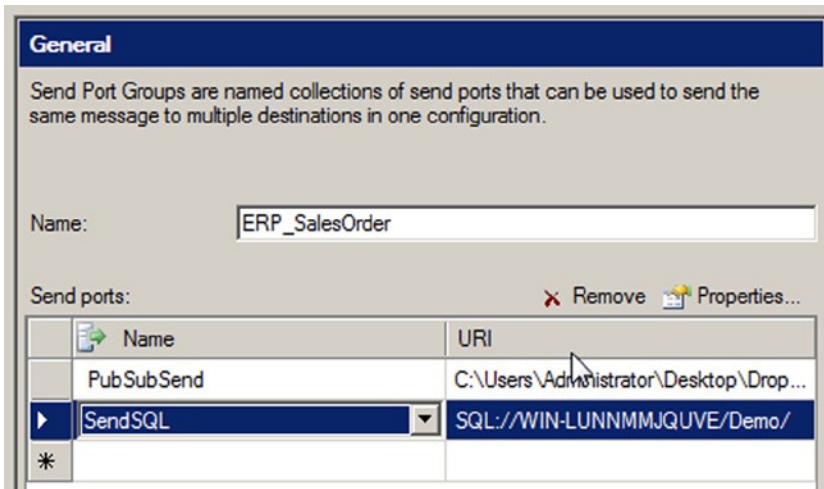 General
Send Port Groups are named collections of send ports that can be used to send the
same message to multiple destinations in one configuration.
Name: ERP_SalesOrder
Send ports: Remove Properties...
Name URI
PubSubSend C:\Users\Administrator\Desktop\Drop...
SendSQL SQL://WIN-LUNNMMJQUVE/Demo/